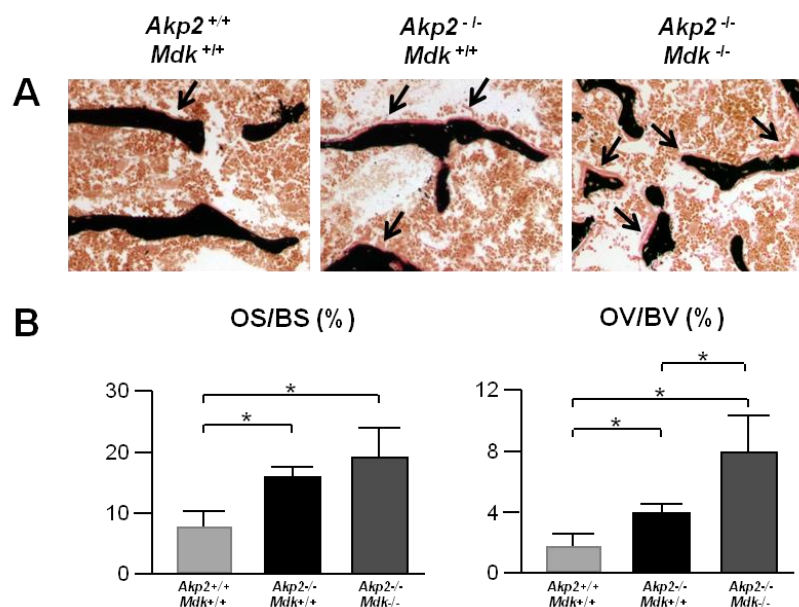 Akp2 +/+ Akp2 -/- Akp2 -/-
Mdk +/+ Mdk +/+ Mdk -/-
A
B
OS/BS (%)
30
20
10
0
*
*
Akp2+/+ Akp2-/- Akp2-/-
Mdk+/+ Mdk+/+ Mdk-/-
OV/BV (%)
12
8
4
0
*
*
*
Akp2+/+ Akp2-/- Akp2-/-
Mdk+/+ Mdk+/+ Mdk-/-